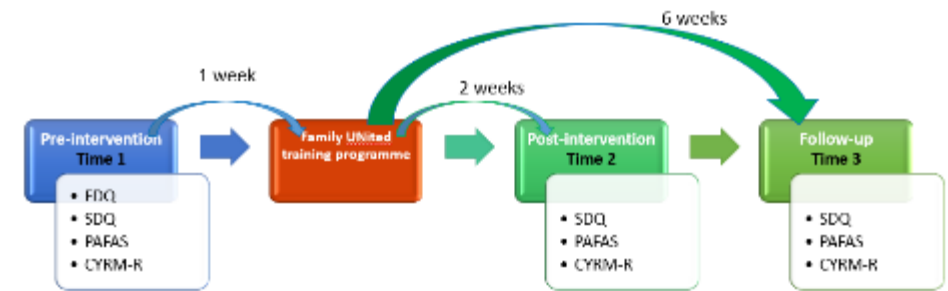 6 weeks
1 week
2 weeks
Pre-intervention
Time 1
Family UNited
training programme
Post-intervention
Time 2
Follow-up
Time 3
• FDQ
• SDQ
• PAFAS
• CYRM-R
• SDQ
• PAFAS
• CYRM-R
• SDQ
• PAFAS
• CYRM-R